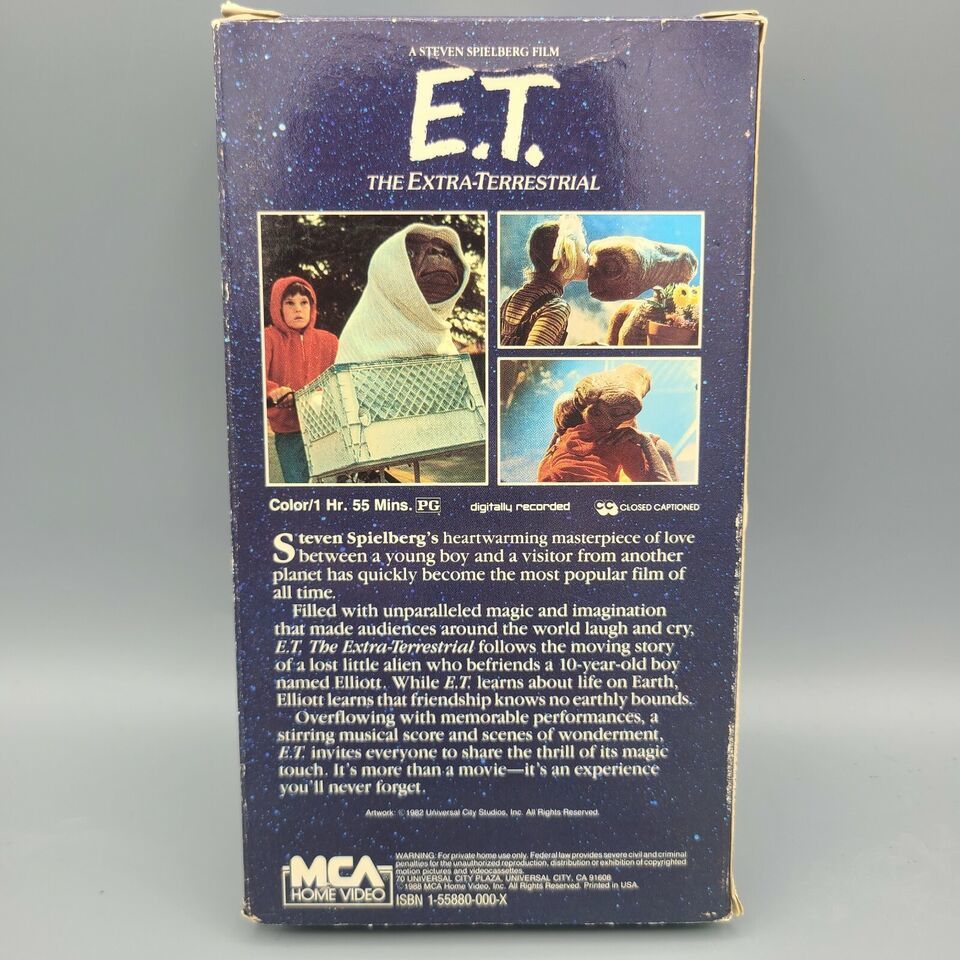 A STEVEN SPIELBERG FILM
E.T.
THE EXTRA-TERRESTRIAL
Color/1 Hr. 55 Mins. PG digitally recorded CC CLOSED CAPTIONED
Steven Spielberg's heartwarming masterpiece of love
between a young boy and a visitor from another
planet has quickly become the most popular film of
all time.
Filled with unparalleled magic and imagination
that made audiences around the world laugh and cry,
E.T. The Extra-Terrestrial follows the moving story
of a lost little alien who befriends a 10-year-old boy
named Elliott. While E.T. learns about life on Earth,
Elliott learns that friendship knows no earthly bounds.
Overflowing with memorable performances, a
stirring musical score and scenes of wonderment,
E.T. invites everyone to share the thrill of its magic
touch. It's more than a movie—it's an experience
you'll never forget.
Artwork: © 1982 Universal City Studios, Inc. All Rights Reserved.
MCA
HOME VIDEO
WARNING: For private home use only. Federal law provides severe civil and criminal
penalties for the unauthorized reproduction, distribution or exhibition of copyrighted
motion pictures and videocassettes.
70 UNIVERSAL CITY PLAZA, UNIVERSAL CITY, CA 91608
© 1988 MCA Home Video, Inc. All Rights Reserved. Printed in USA.
ISBN 1-55880-000-X